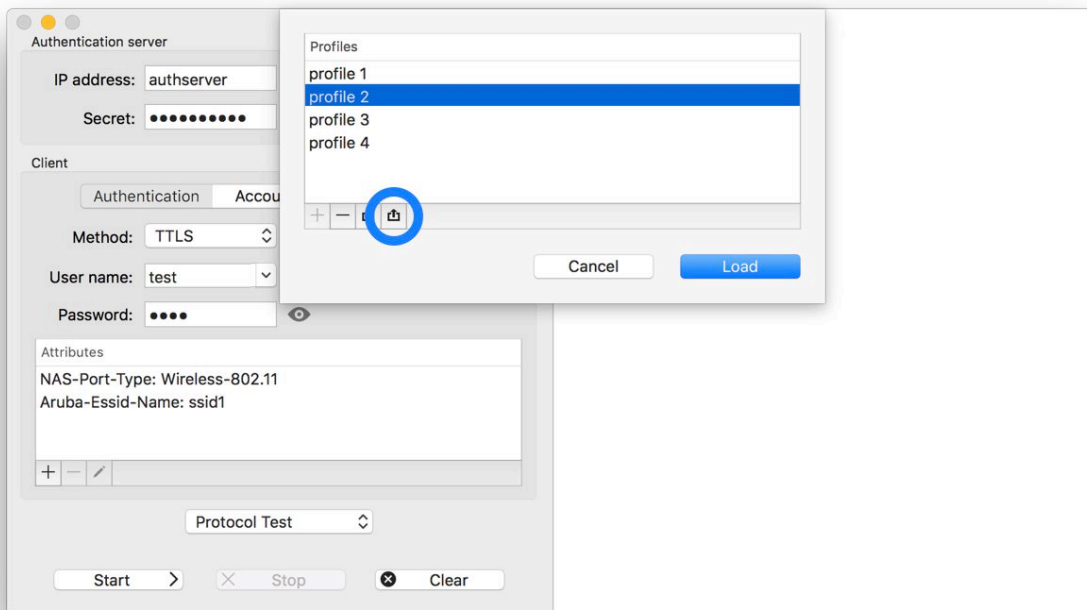 Authentication server
IP address: authserver
Secret: ●●●●●●●●●●
Client
Authentication Accou
Method: TTLS
User name: test
Password: ●●●●
Attributes
NAS-Port-Type: Wireless-802.11
Aruba-Essid-Name: ssid1
Protocol Test
Start Stop Clear
Profiles
profile 1
profile 2
profile 3
profile 4
Cancel Load